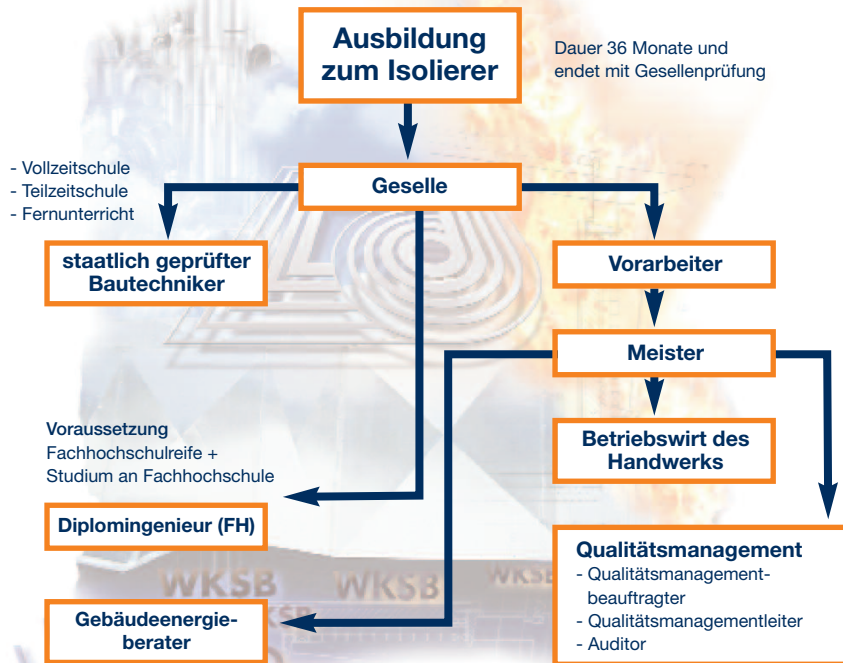 Ausbildung
zum Isolierer
Dauer 36 Monate und
endet mit Gesellenprüfung
- Vollzeitschule
- Teilzeitschule
- Fernunterricht
Geselle
staatlich geprüfter
Bautechniker
Vorarbeiter
Meister
Voraussetzung
Fachhochschulreife +
Studium an Fachhochschule
Betriebswirt des
Handwerks
Diplomingenieur (FH)
Qualitätsmanagement
- Qualitätsmanagement-
beauftragter
- Qualitätsmanagementleiter
- Auditor
WKSB WKSB WKSB
Gebäudeenergie-
berater